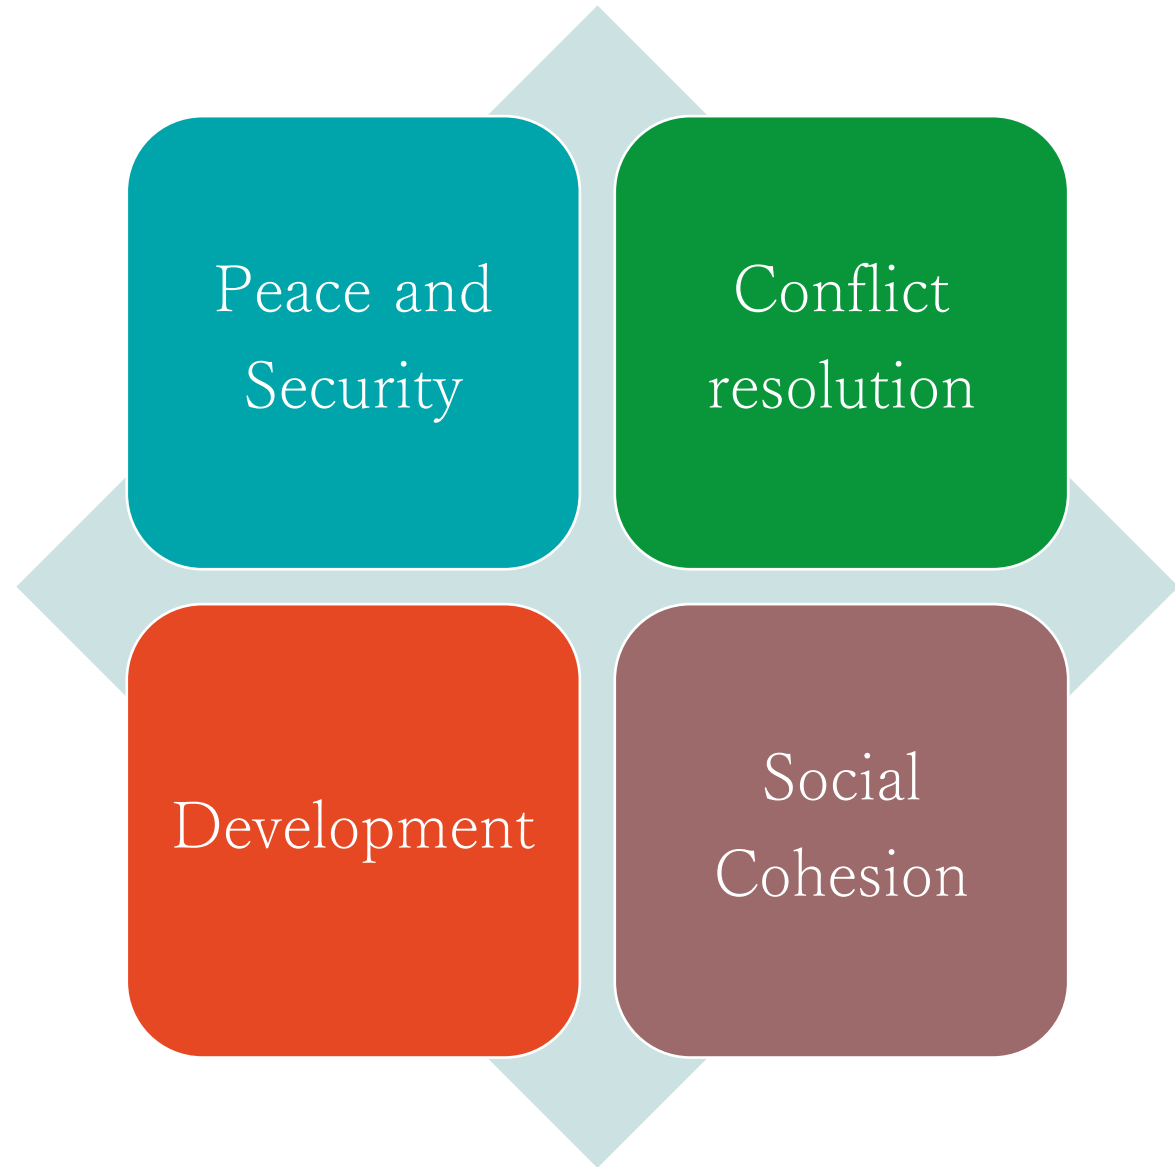 Peace and
Security
Conflict
resolution
Development
Social
Cohesion